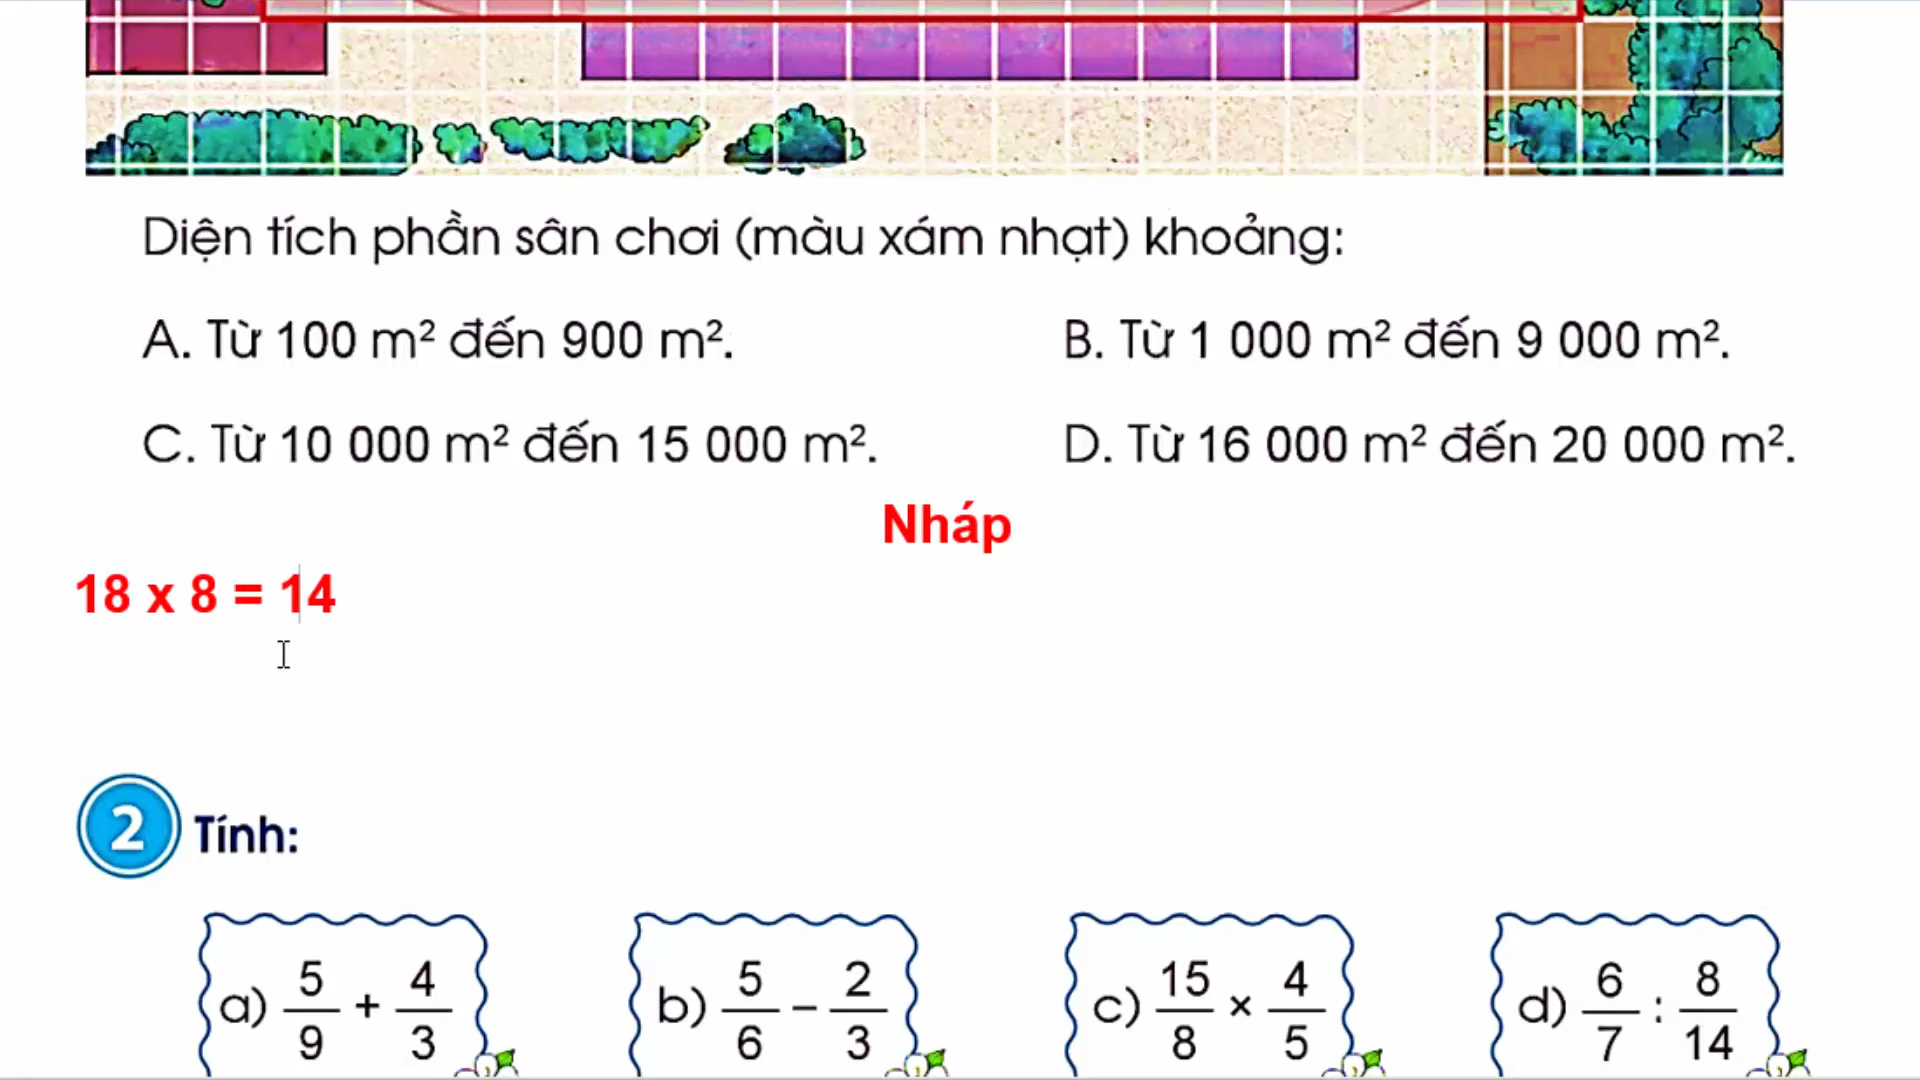 Diện tích phần sân chơi (màu xám nhạt) khoảng:
A. Từ 100 m² đến 900 m².
B. Từ 1 000 m² đến 9 000 m².
C. Từ 10 000 m² đến 15 000 m².
D. Từ 16 000 m² đến 20 000 m².
Nháp
18 x 8 = 14
2 Tính:
a) 5/9 + 4/3
b) 5/6 − 2/3
c) 15/8 × 4/5
d) 6/7 : 8/14